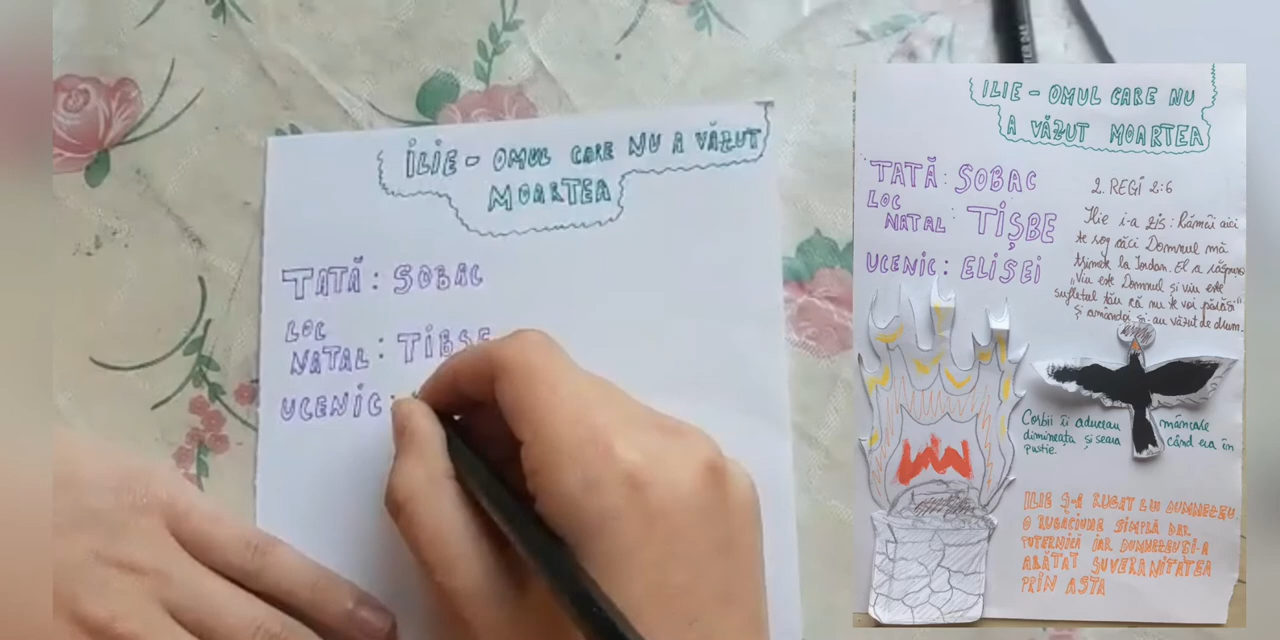 ILIE - OMUL CARE NU A VĂZUT
MOARTEA
TATĂ: SOBAC
LOC
NATAL: TIBSE
UCENIC:
ILIE - OMUL CARE NU
A VĂZUT MOARTEA
TATĂ: SOBAC
LOC
NATAL: TIȘBE
UCENIC: ELISEI
2. REGI 2:6
Ilie i-a zis: Rămâi aici
te rog căci Domnul mă
trimete la Iordan. El a răspuns
„Viu este Domnul și viu este
sufletul tău că nu te voi părăsi"
Și amandoi și-au văzut de drum.
Corbii îi aduceau mâncare
dimineața și seara când era în
pustie.
ILIE S-A RUGAT LUI DUMNEZEU
O RUGĂCIUNE SIMPLĂ DAR
PUTERNICĂ IAR DUMNEZEU SI-A
ARĂTAT SUVERANITATEA
PRIN ASTA